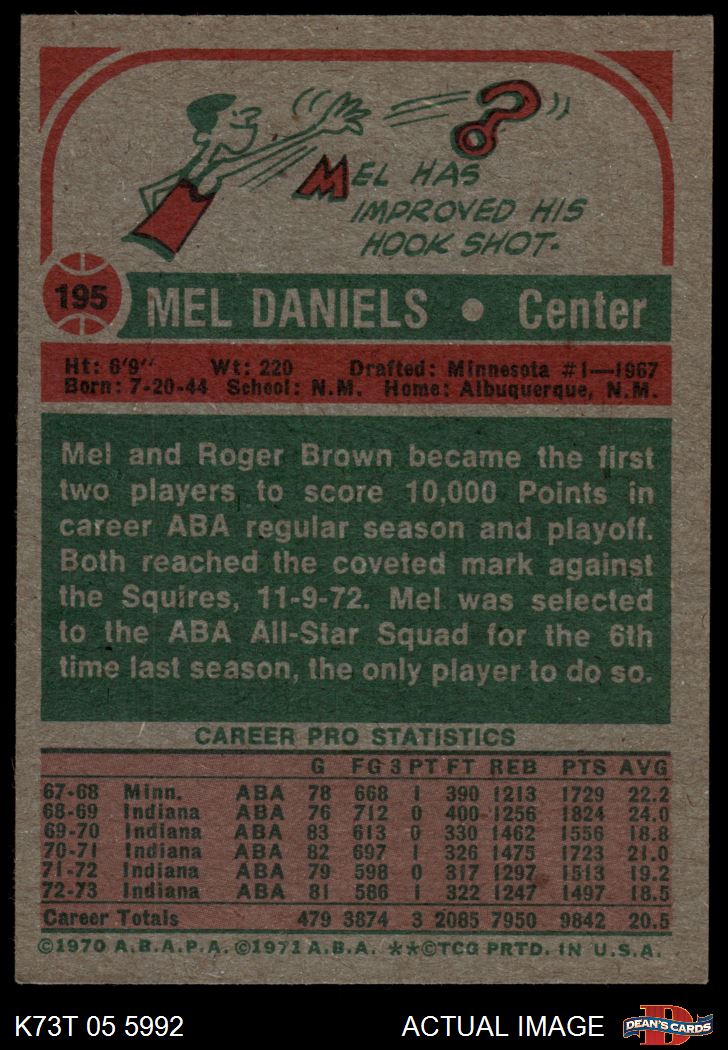 MEL HAS
IMPROVED HIS
HOOK SHOT.
195 MEL DANIELS • Center
Ht: 6'9" Wt: 220 Drafted: Minnesota #1—1967
Born: 7-20-44 School: N.M. Home: Albuquerque, N.M.
Mel and Roger Brown became the first
two players to score 10,000 Points in
career ABA regular season and playoff.
Both reached the coveted mark against
the Squires, 11-9-72. Mel was selected
to the ABA All-Star Squad for the 6th
time last season, the only player to do so.
CAREER PRO STATISTICS
G FG 3 PT FT REB PTS AVG
67-68 Minn. ABA 78 668 1 390 1213 1729 22.2
68-69 Indiana ABA 76 712 0 400 1256 1824 24.0
69-70 Indiana ABA 83 613 0 330 1462 1556 18.8
70-71 Indiana ABA 82 697 1 326 1475 1723 21.0
71-72 Indiana ABA 79 598 0 317 1297 1513 19.2
72-73 Indiana ABA 81 586 1 322 1247 1497 18.5
Career Totals 479 3874 3 2085 7950 9842 20.5
©1970 A.B.A.P.A. ©1971 A.B.A. **©TCG PRTD. IN U.S.A.
K73T 05 5992 ACTUAL IMAGE D DEAN'S CARDS